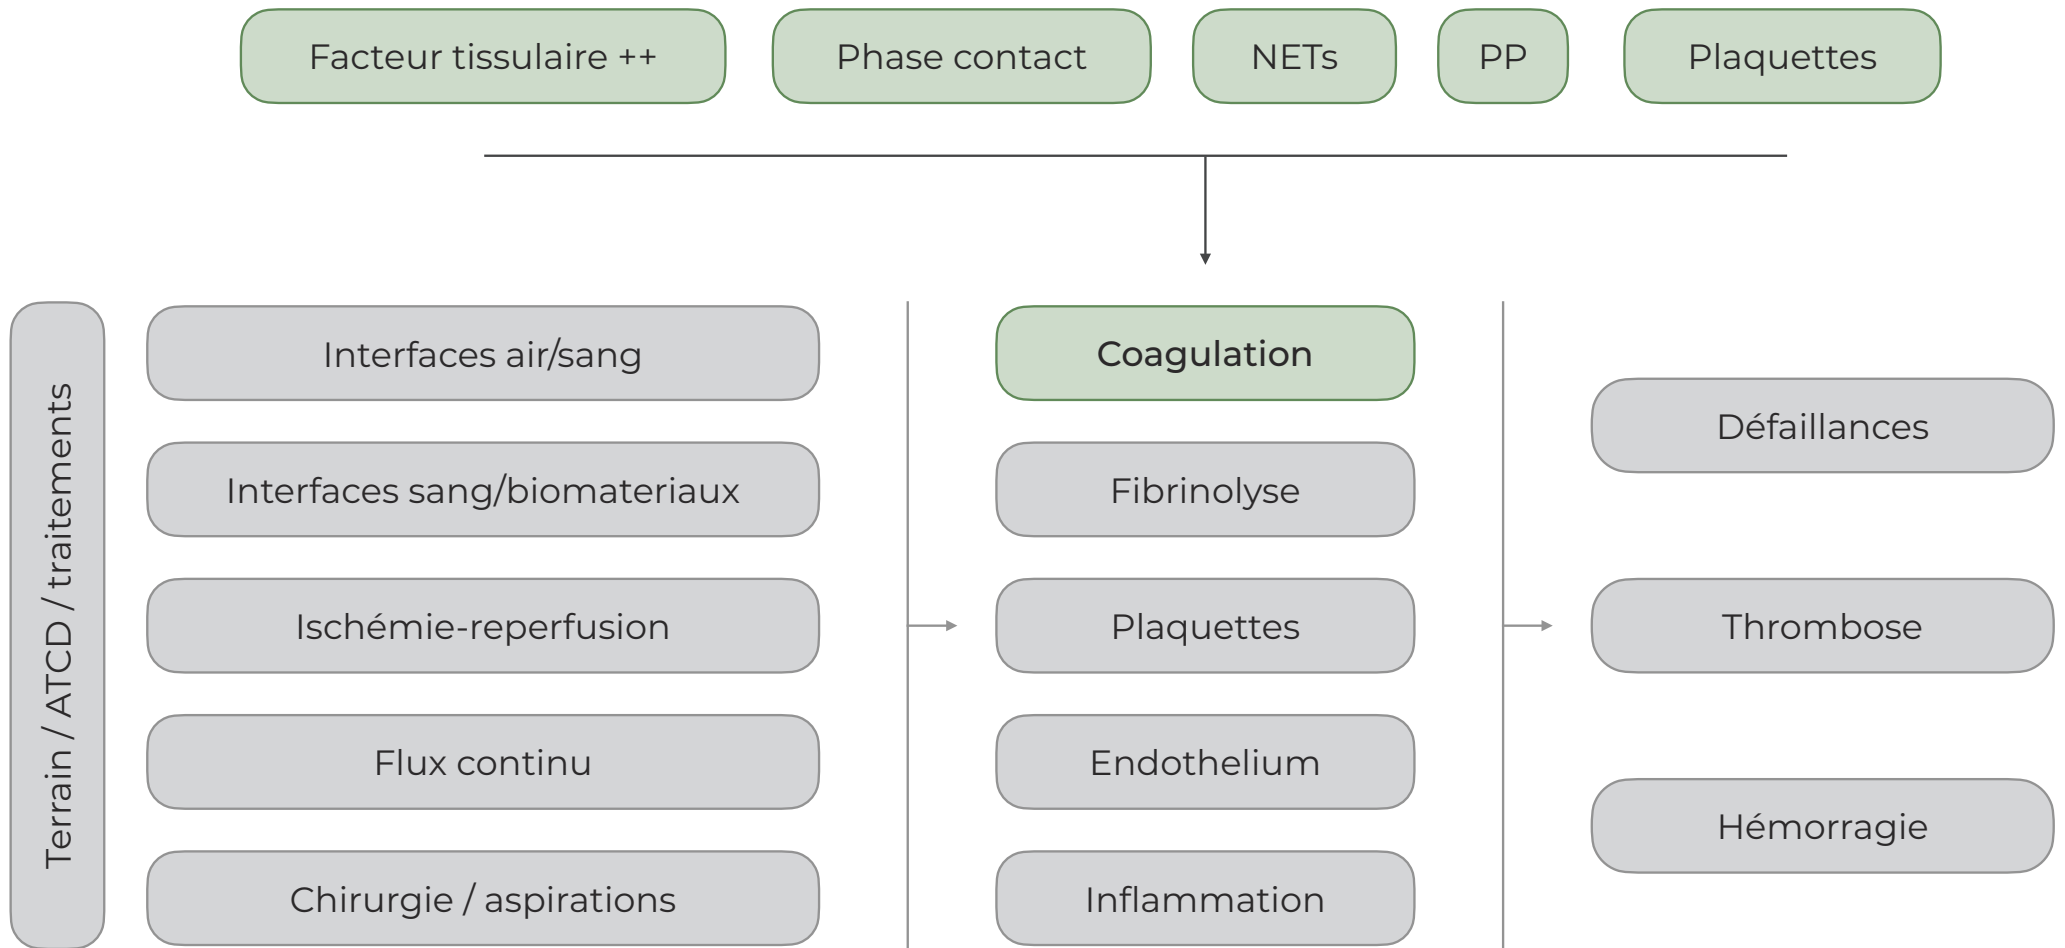 Facteur tissulaire ++
Phase contact
NETs
PP
Plaquettes
Terrain / ATCD / traitements
Interfaces air/sang
Interfaces sang/biomateriaux
Ischémie-reperfusion
Flux continu
Chirurgie / aspirations
Coagulation
Fibrinolyse
Plaquettes
Endothelium
Inflammation
Défaillances
Thrombose
Hémorragie